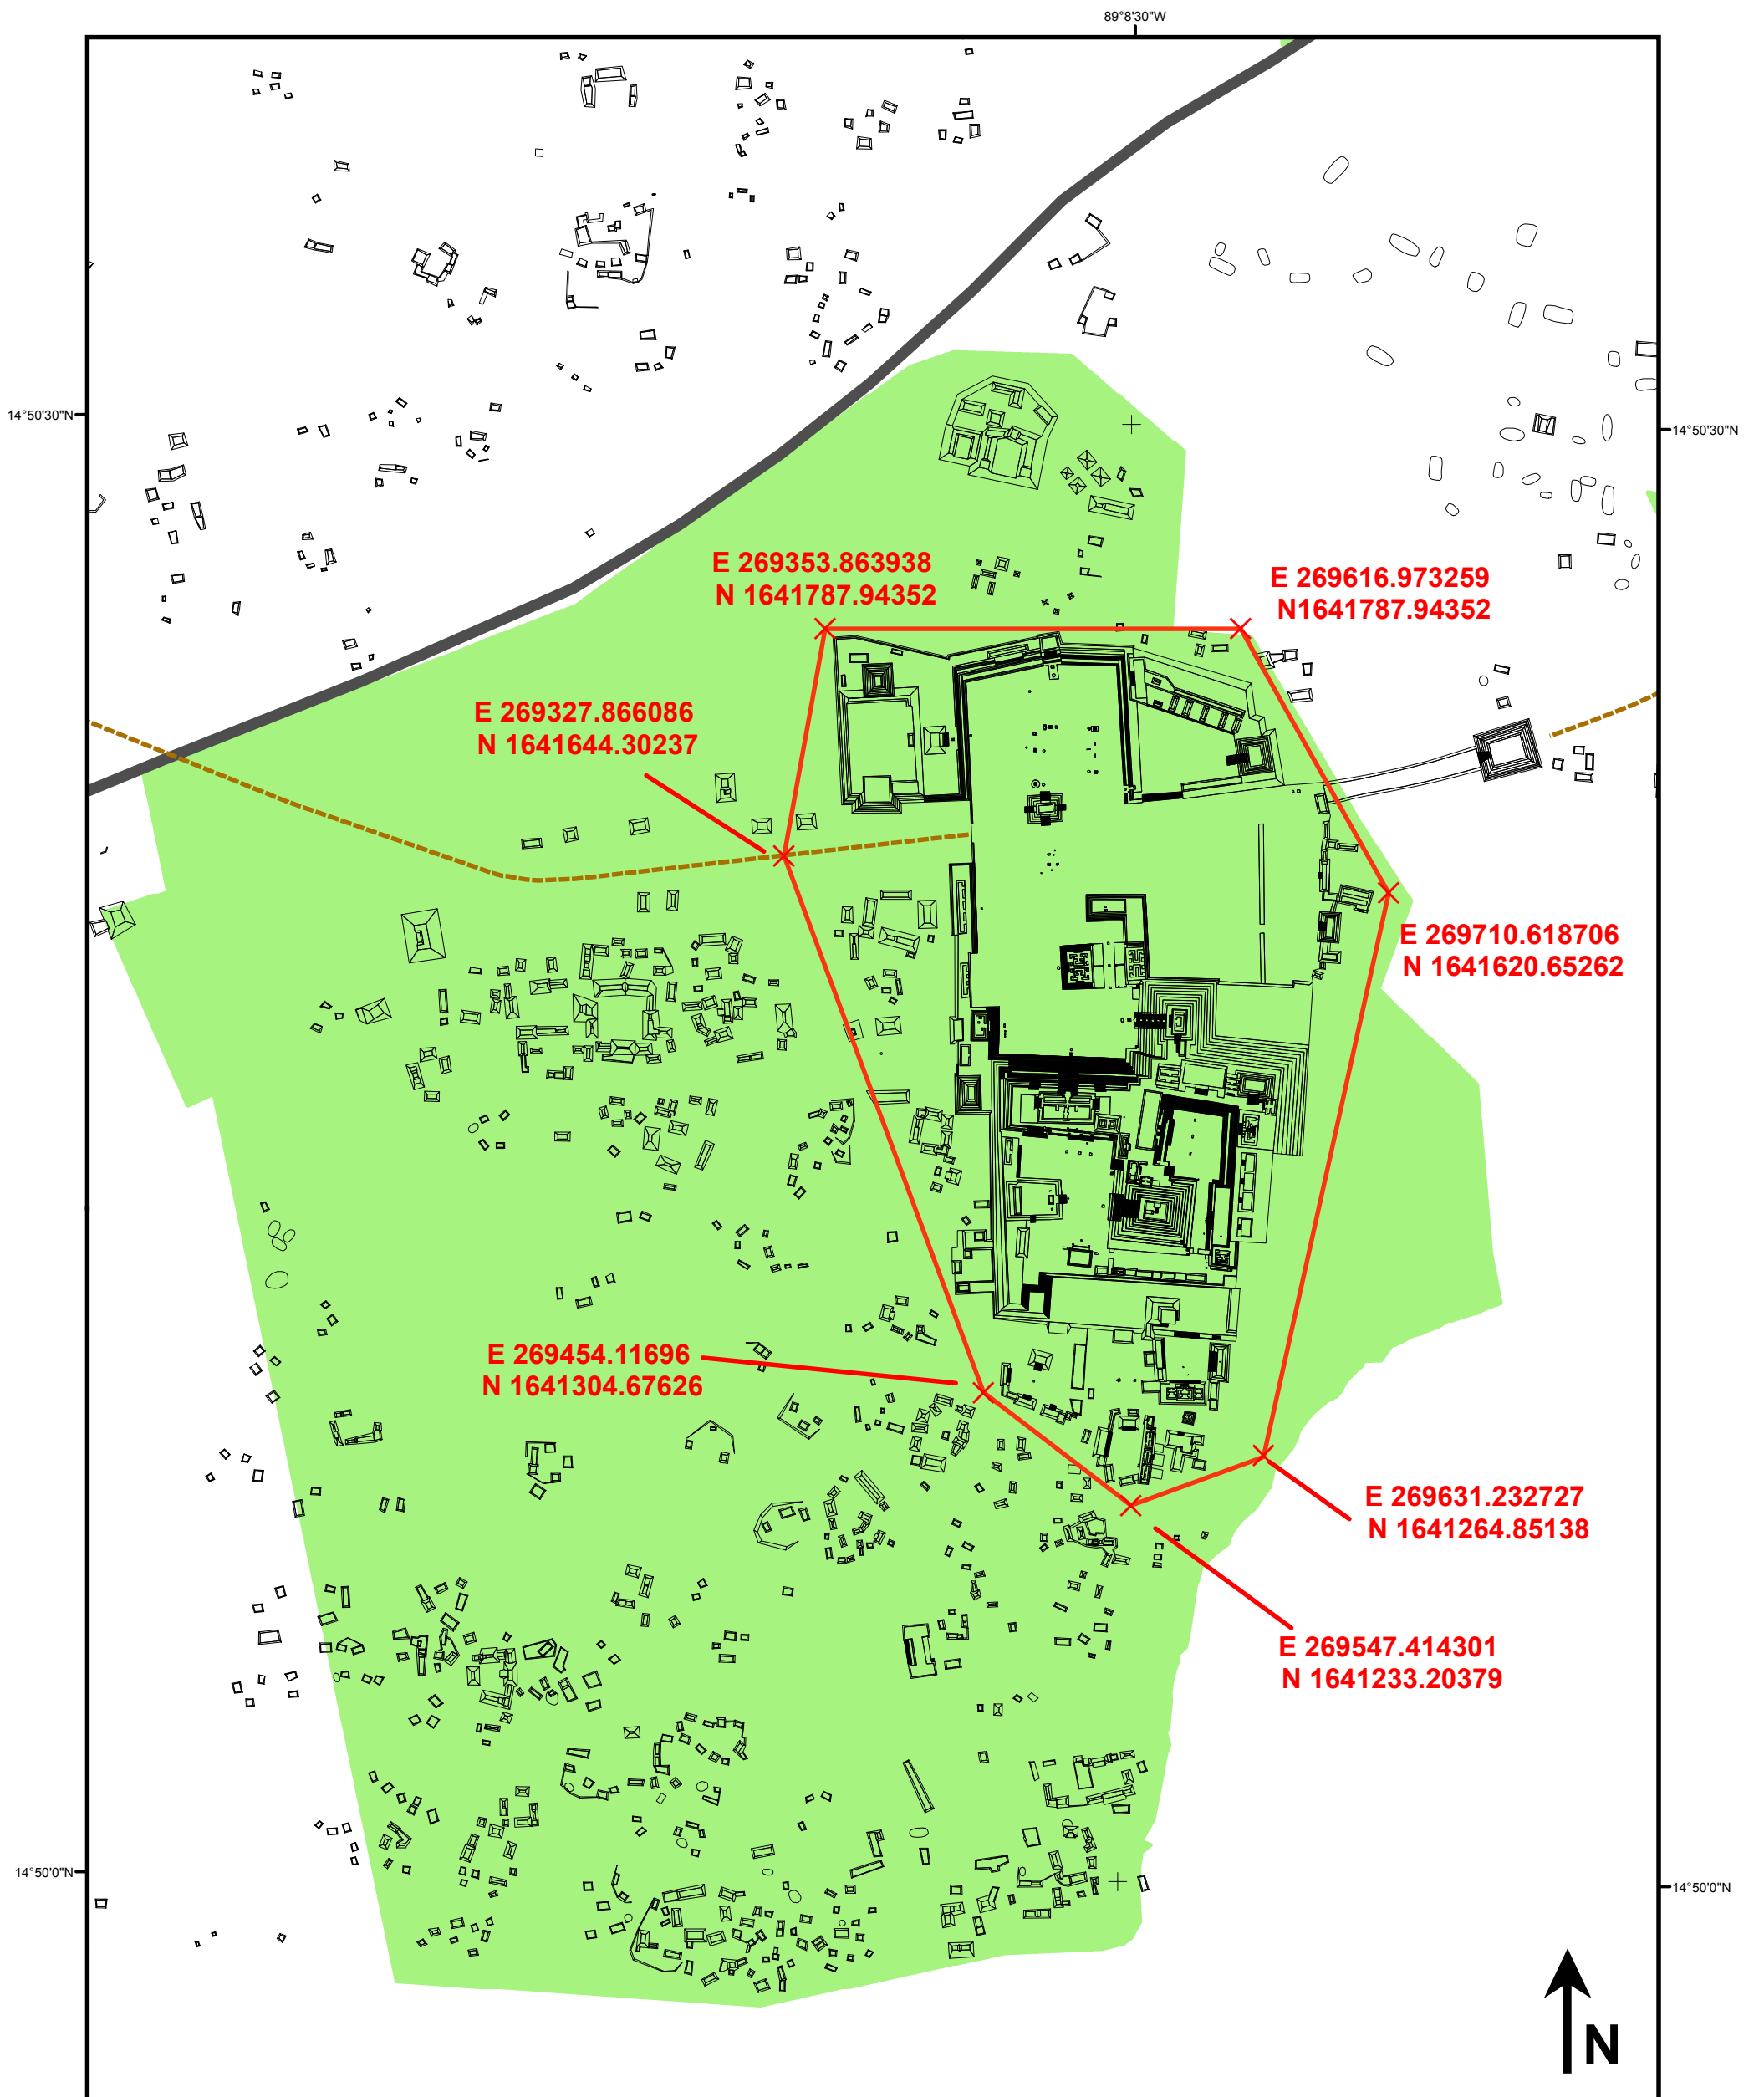 89°8'30"W
14°50'30"N
14°50'30"N
E 269353.863938
N 1641787.94352
E 269616.973259
N1641787.94352
E 269327.866086
N 1641644.30237
E 269710.618706
N 1641620.65262
E 269454.11696
N 1641304.67626
E 269631.232727
N 1641264.85138
E 269547.414301
N 1641233.20379
14°50'0"N
14°50'0"N
N